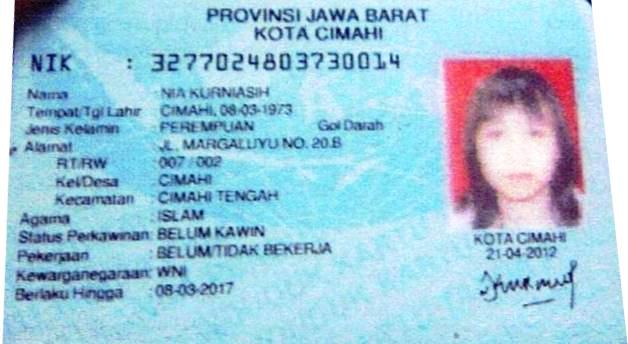 PROVINSI JAWA BARAT
KOTA CIMAHI
NIK : 3277024803730014
Nama : NIA KURNIASIH
Tempat/Tgl Lahir : CIMAHI, 08-03-1973
Jenis Kelamin : PEREMPUAN Gol Darah
Alamat : JL. MARGALUYU NO. 20.B
RT/RW : 007 / 002
Kel/Desa : CIMAHI
Kecamatan : CIMAHI TENGAH
Agama : ISLAM
Status Perkawinan: BELUM KAWIN
Pekerjaan : BELUM/TIDAK BEKERJA
Kewarganegaraan: WNI
Berlaku Hingga : 08-03-2017
KOTA CIMAHI
21-04-2012